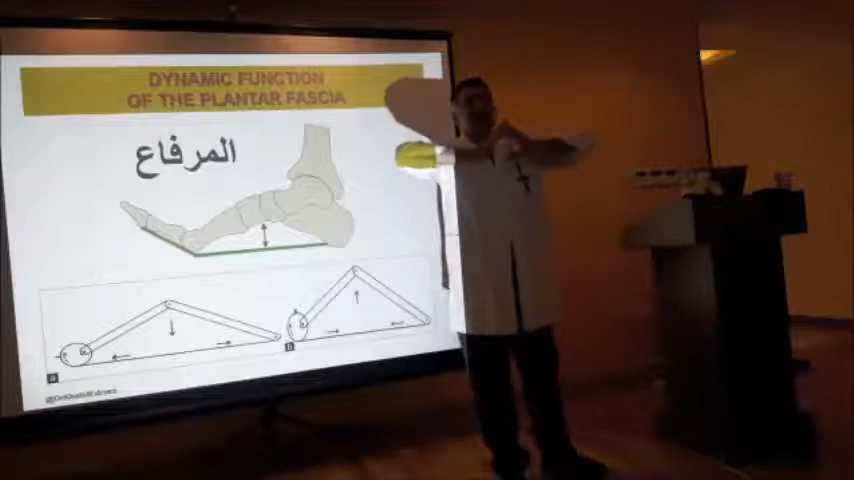 DYNAMIC FUNCTION
OF THE PLANTAR FASCIA
المرفاع
a
b